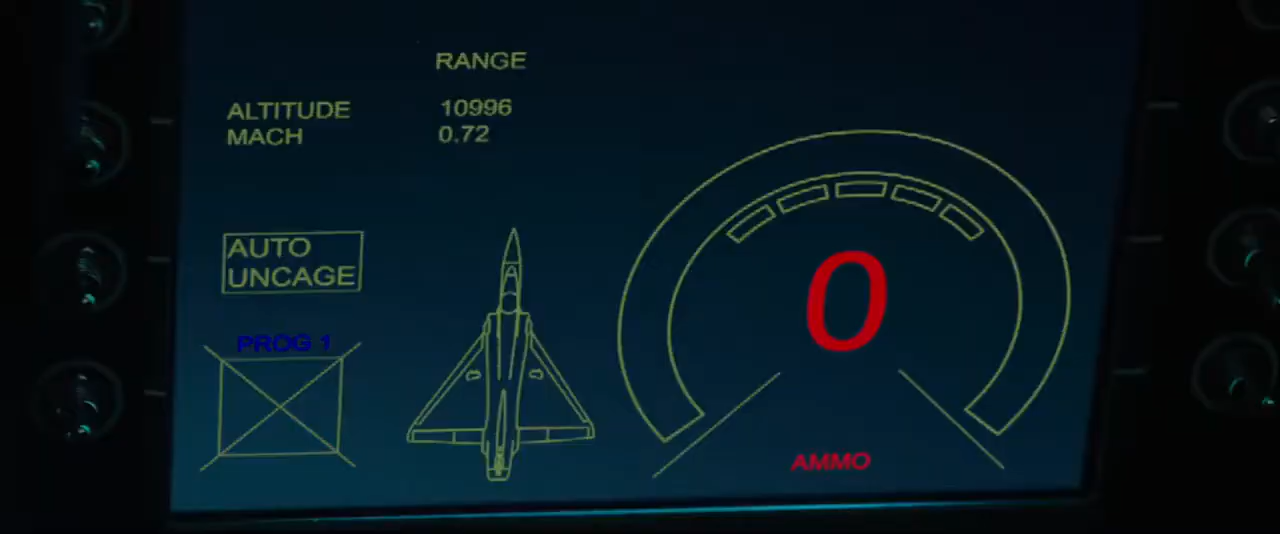 RANGE
ALTITUDE 10996
MACH 0.72
AUTO
UNCAGE
PROG 1
0
AMMO